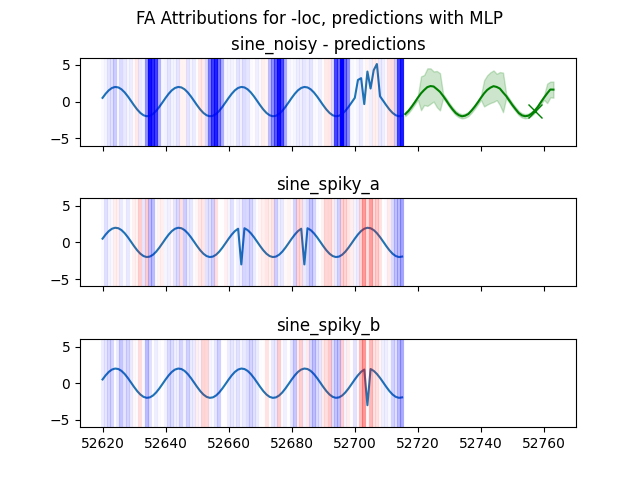 FA Attributions for -loc, predictions with MLP
sine_noisy - predictions
5
0
−5
sine_spiky_a
5
0
−5
sine_spiky_b
5
0
−5
52620 52640 52660 52680 52700 52720 52740 52760